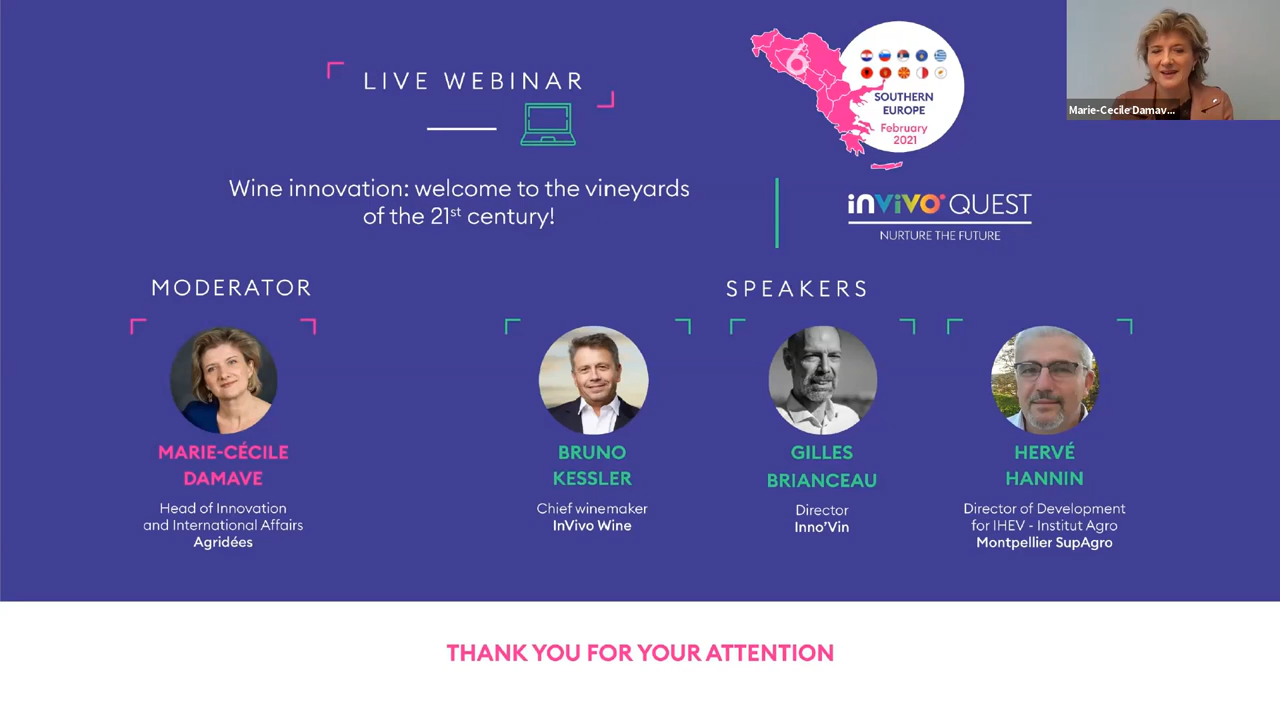 LIVE WEBINAR
Wine innovation: welcome to the vineyards
of the 21st century!
6
SOUTHERN
EUROPE
February
2021
Marie-Cecile Damav...
inVIVO QUEST
NURTURE THE FUTURE
MODERATOR
MARIE-CÉCILE
DAMAVE
Head of Innovation
and International Affairs
Agridées
SPEAKERS
BRUNO
KESSLER
Chief winemaker
InVivo Wine
GILLES
BRIANCEAU
Director
Inno'Vin
HERVÉ
HANNIN
Director of Development
for IHEV - Institut Agro
Montpellier SupAgro
THANK YOU FOR YOUR ATTENTION